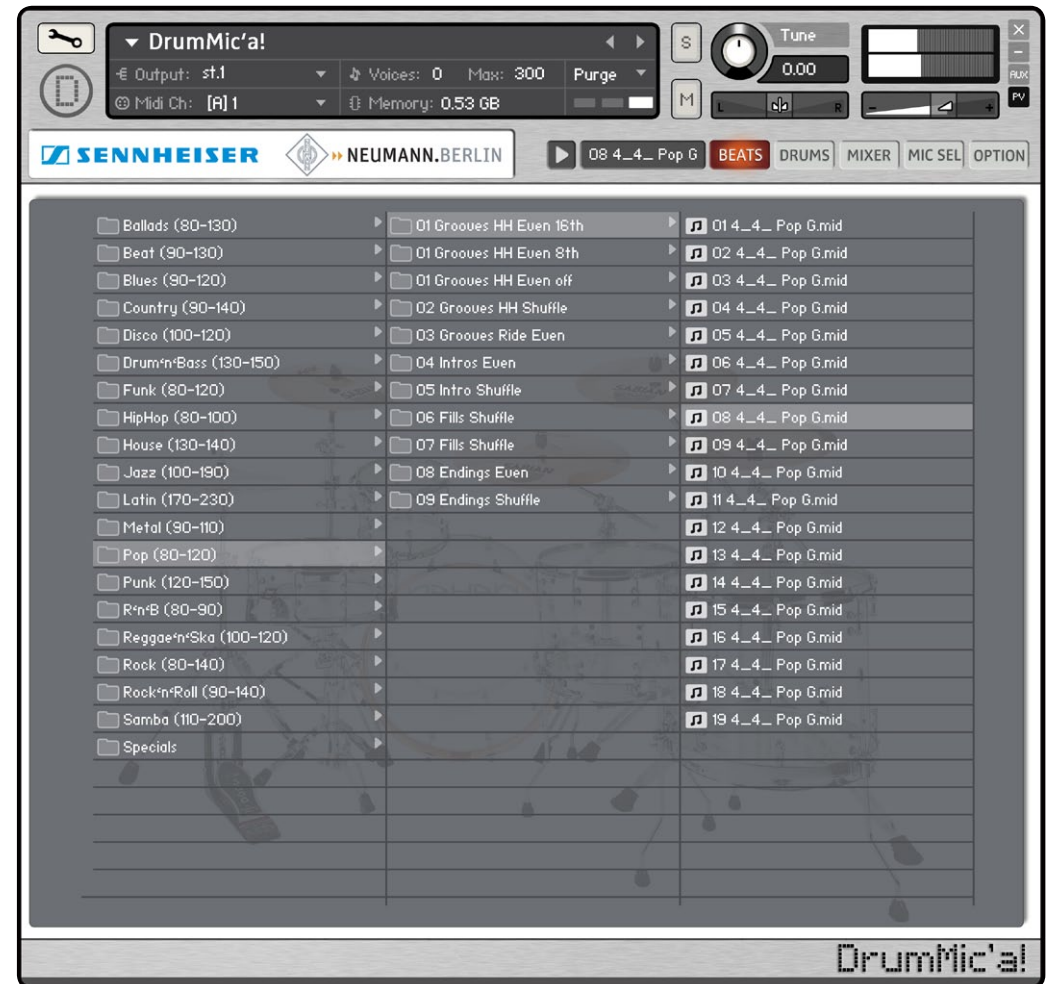 DrumMic'a!
Output: st.1
Voices: 0 Max: 300 Purge
Midi Ch: [A] 1
Memory: 0.53 GB
S
M
Tune
0.00
L R
- +
×
-
AUX
PV
SENNHEISER
NEUMANN.BERLIN
08 4_4_ Pop G
BEATS DRUMS MIXER MIC SEL OPTION
Ballads (80-130)
Beat (90-130)
Blues (90-120)
Country (90-140)
Disco (100-120)
Drum'n'Bass (130-150)
Funk (80-120)
HipHop (80-100)
House (130-140)
Jazz (100-190)
Latin (170-230)
Metal (90-110)
Pop (80-120)
Punk (120-150)
R'n'B (80-90)
Reggae'n'Ska (100-120)
Rock (80-140)
Rock'n'Roll (90-140)
Samba (110-200)
Specials
01 Grooves HH Even 16th
01 Grooves HH Even 8th
01 Grooves HH Even off
02 Grooves HH Shuffle
03 Grooves Ride Even
04 Intros Even
05 Intro Shuffle
06 Fills Shuffle
07 Fills Shuffle
08 Endings Even
09 Endings Shuffle
01 4_4_ Pop G.mid
02 4_4_ Pop G.mid
03 4_4_ Pop G.mid
04 4_4_ Pop G.mid
05 4_4_ Pop G.mid
06 4_4_ Pop G.mid
07 4_4_ Pop G.mid
08 4_4_ Pop G.mid
09 4_4_ Pop G.mid
10 4_4_ Pop G.mid
11 4_4_ Pop G.mid
12 4_4_ Pop G.mid
13 4_4_ Pop G.mid
14 4_4_ Pop G.mid
15 4_4_ Pop G.mid
16 4_4_ Pop G.mid
17 4_4_ Pop G.mid
18 4_4_ Pop G.mid
19 4_4_ Pop G.mid
DrumMic'a!